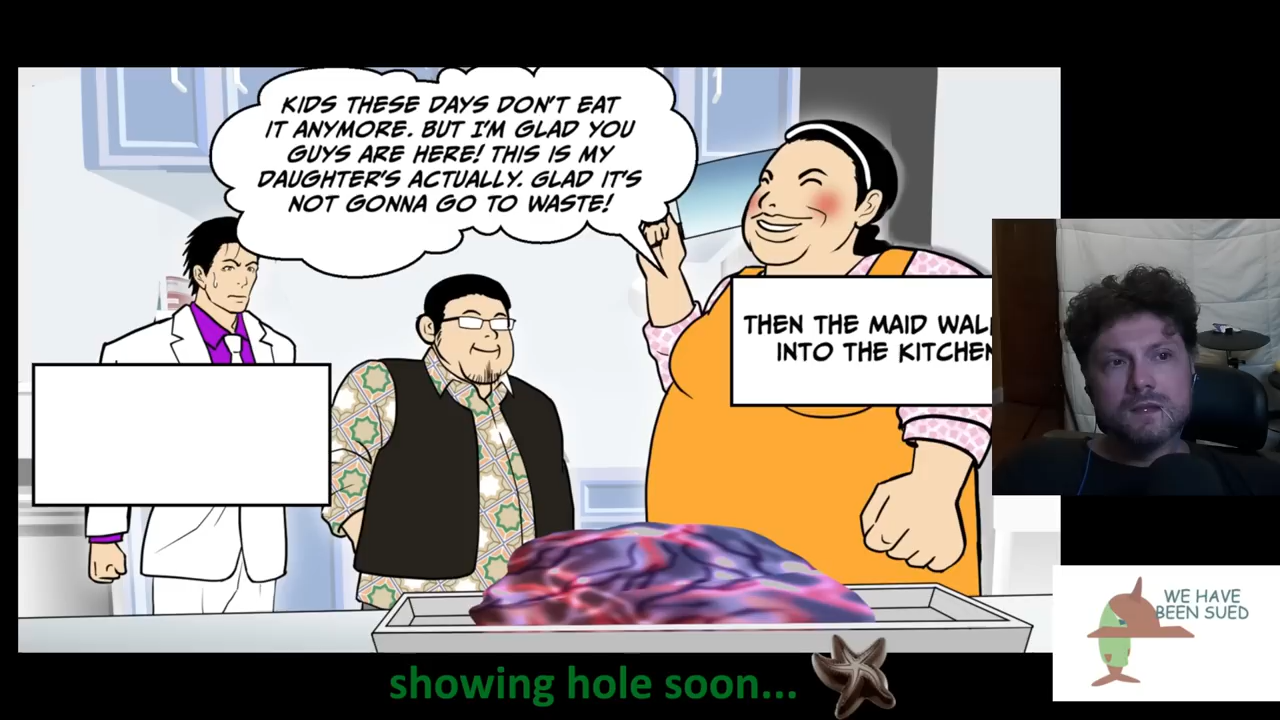 KIDS THESE DAYS DON'T EAT
IT ANYMORE. BUT I'M GLAD YOU
GUYS ARE HERE! THIS IS MY
DAUGHTER'S ACTUALLY. GLAD IT'S
NOT GONNA GO TO WASTE!
THEN THE MAID
INTO THE KITCHEN
WE HAVE
BEEN SUED
showing hole soon...